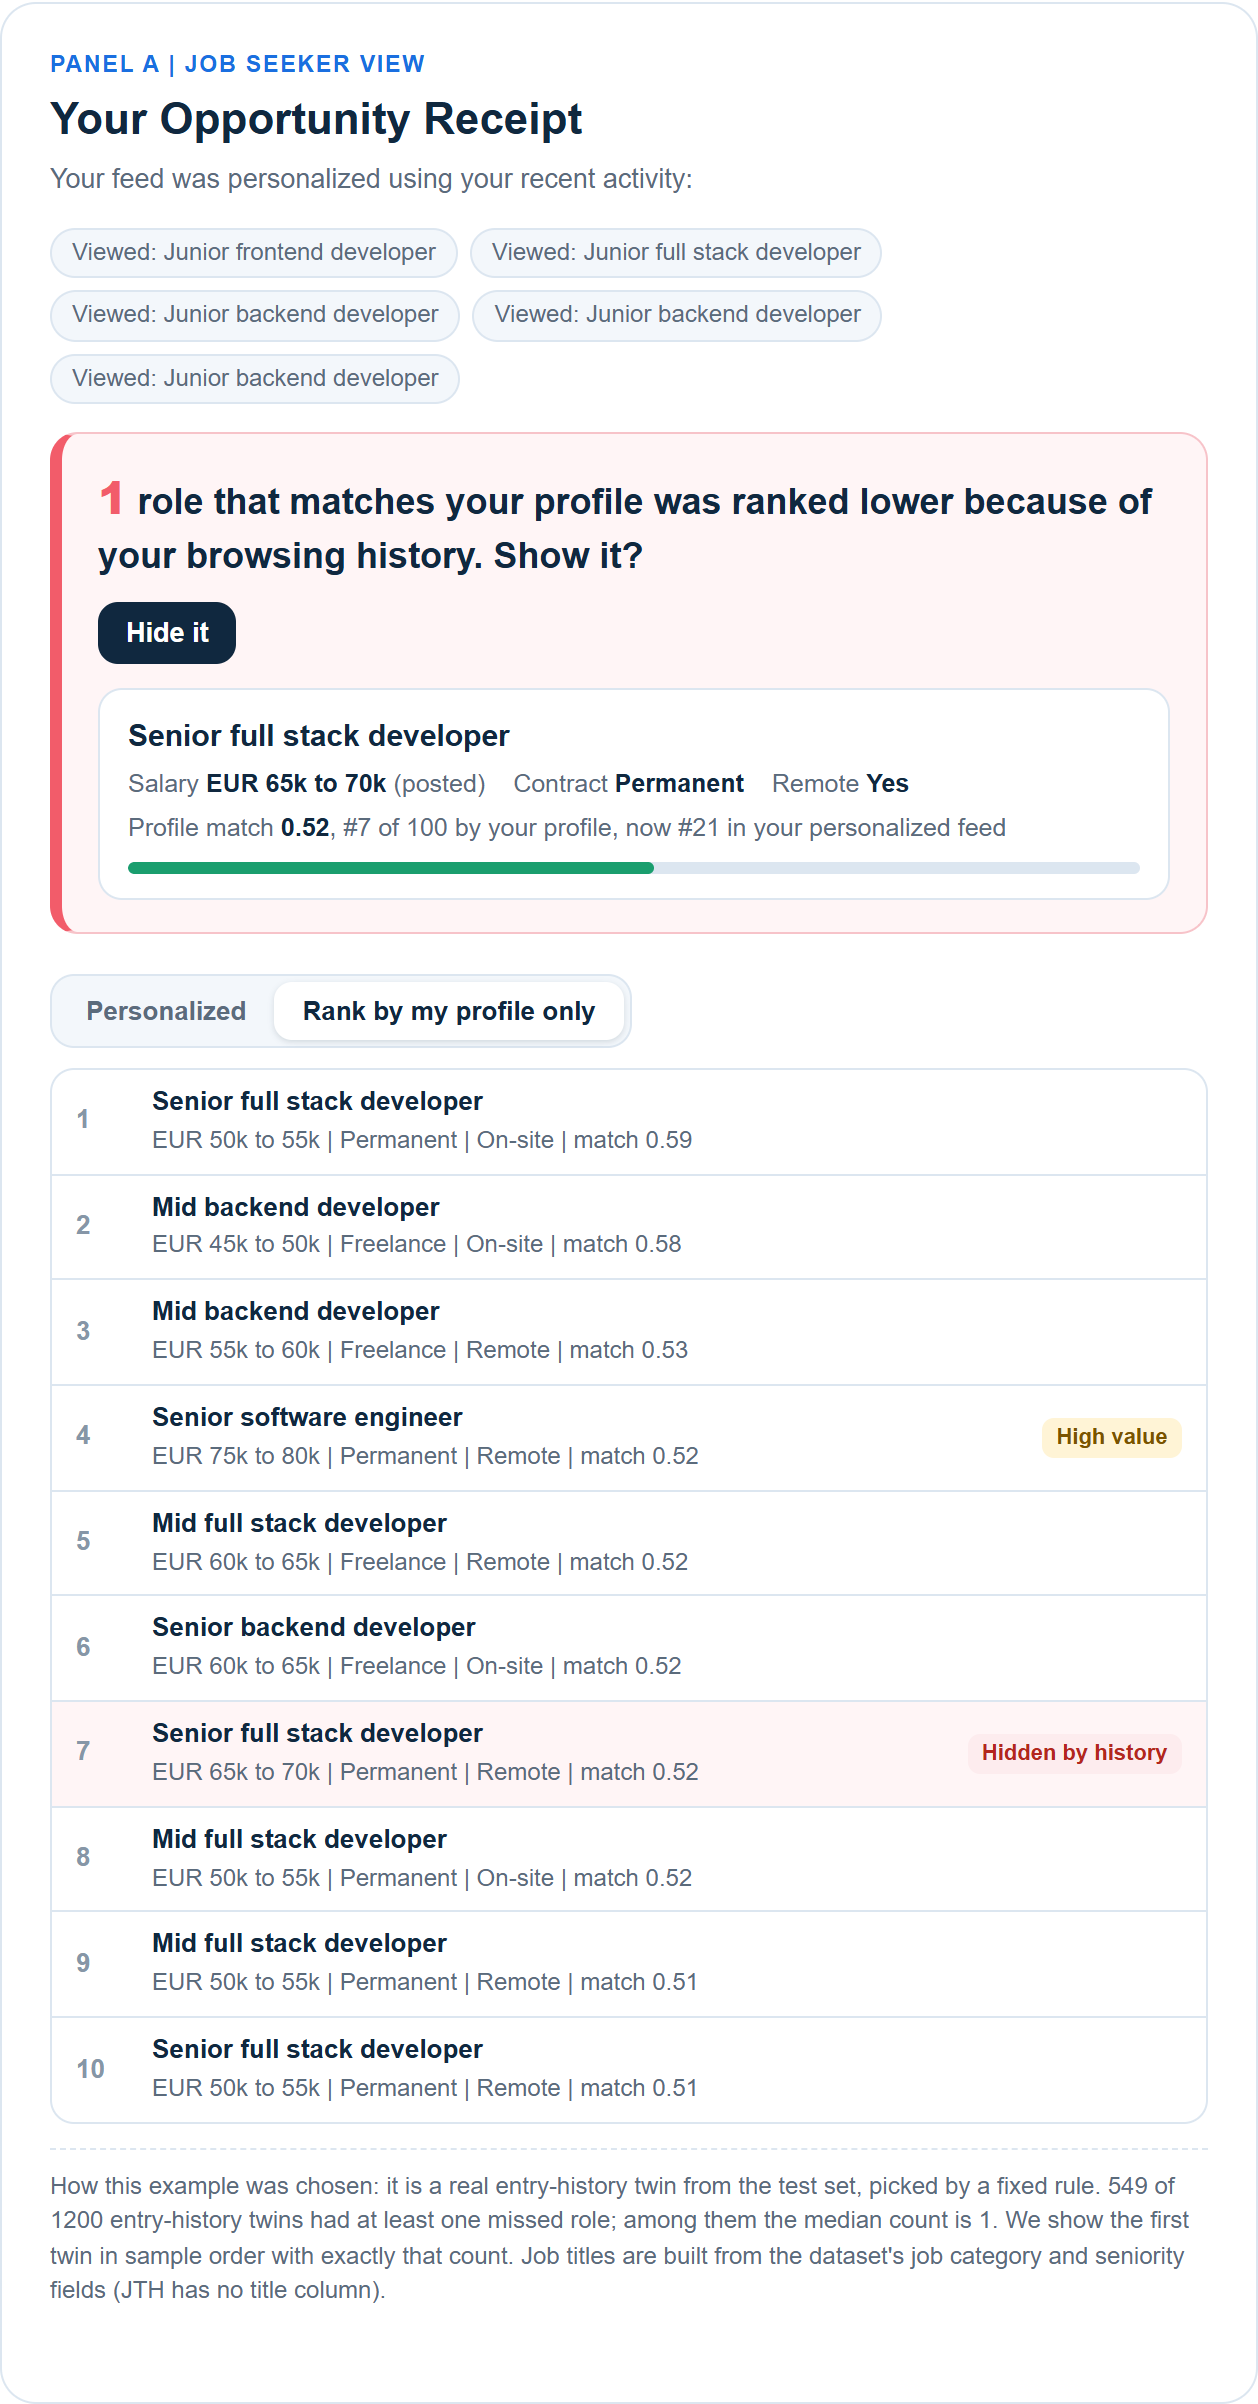 PANEL A | JOB SEEKER VIEW
Your Opportunity Receipt
Your feed was personalized using your recent activity:
Viewed: Junior frontend developer
Viewed: Junior full stack developer
Viewed: Junior backend developer
Viewed: Junior backend developer
Viewed: Junior backend developer
1 role that matches your profile was ranked lower because of
your browsing history. Show it?
Hide it
Senior full stack developer
Salary EUR 65k to 70k (posted) Contract Permanent Remote Yes
Profile match 0.52, #7 of 100 by your profile, now #21 in your personalized feed
Personalized
Rank by my profile only
1
Senior full stack developer
EUR 50k to 55k | Permanent | On-site | match 0.59
2
Mid backend developer
EUR 45k to 50k | Freelance | On-site | match 0.58
3
Mid backend developer
EUR 55k to 60k | Freelance | Remote | match 0.53
4
Senior software engineer
EUR 75k to 80k | Permanent | Remote | match 0.52
High value
5
Mid full stack developer
EUR 60k to 65k | Freelance | Remote | match 0.52
6
Senior backend developer
EUR 60k to 65k | Freelance | On-site | match 0.52
7
Senior full stack developer
EUR 65k to 70k | Permanent | Remote | match 0.52
Hidden by history
8
Mid full stack developer
EUR 50k to 55k | Permanent | On-site | match 0.52
9
Mid full stack developer
EUR 50k to 55k | Permanent | Remote | match 0.51
10
Senior full stack developer
EUR 50k to 55k | Permanent | Remote | match 0.51
How this example was chosen: it is a real entry-history twin from the test set, picked by a fixed rule. 549 of
1200 entry-history twins had at least one missed role; among them the median count is 1. We show the first
twin in sample order with exactly that count. Job titles are built from the dataset's job category and seniority
fields (JTH has no title column).